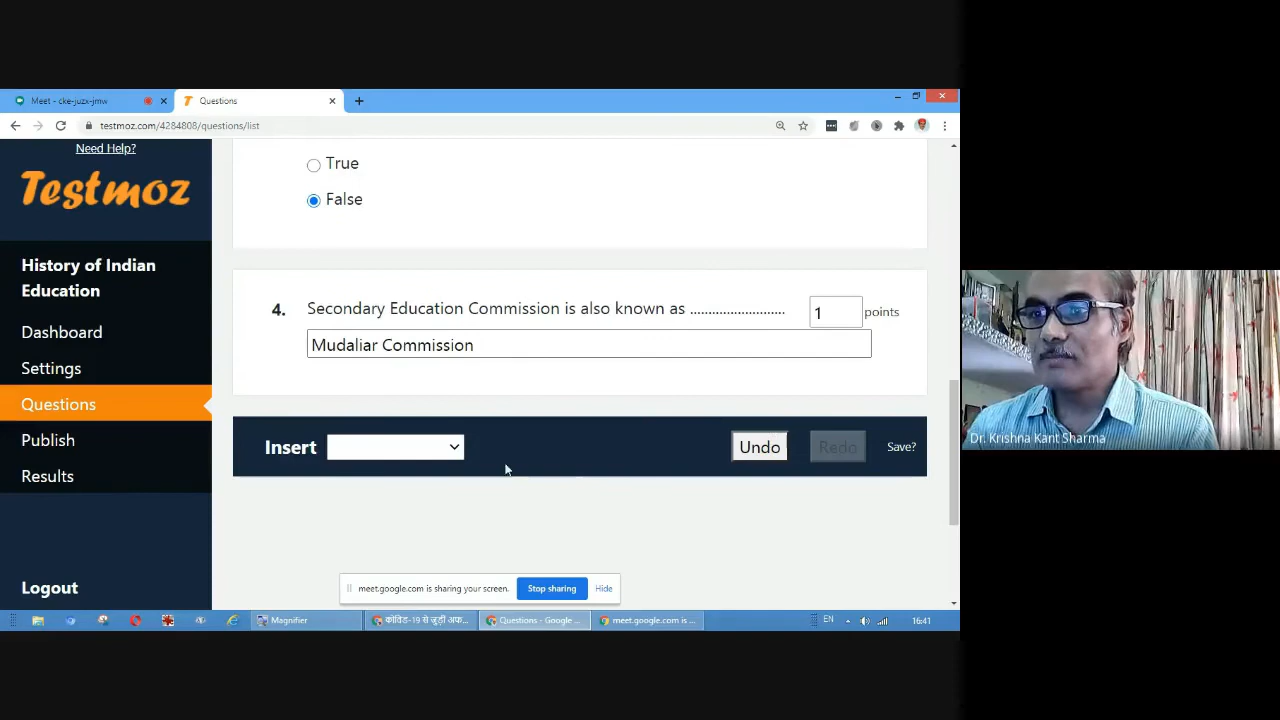 Meet - cke-juzx-jmw
Questions
testmoz.com/4284808/questions/list
Need Help?
Testmoz
History of Indian
Education
Dashboard
Settings
Questions
Publish
Results
Logout
True
False
4. Secondary Education Commission is also known as ......................... 1 points
Mudaliar Commission
Insert
Undo
Redo
Save?
meet.google.com is sharing your screen.
Stop sharing
Hide
Magnifier
कोविड-19 से जुड़ी अफ...
Questions - Google ...
meet.google.com is ...
EN
16:41
Dr. Krishna Kant Sharma